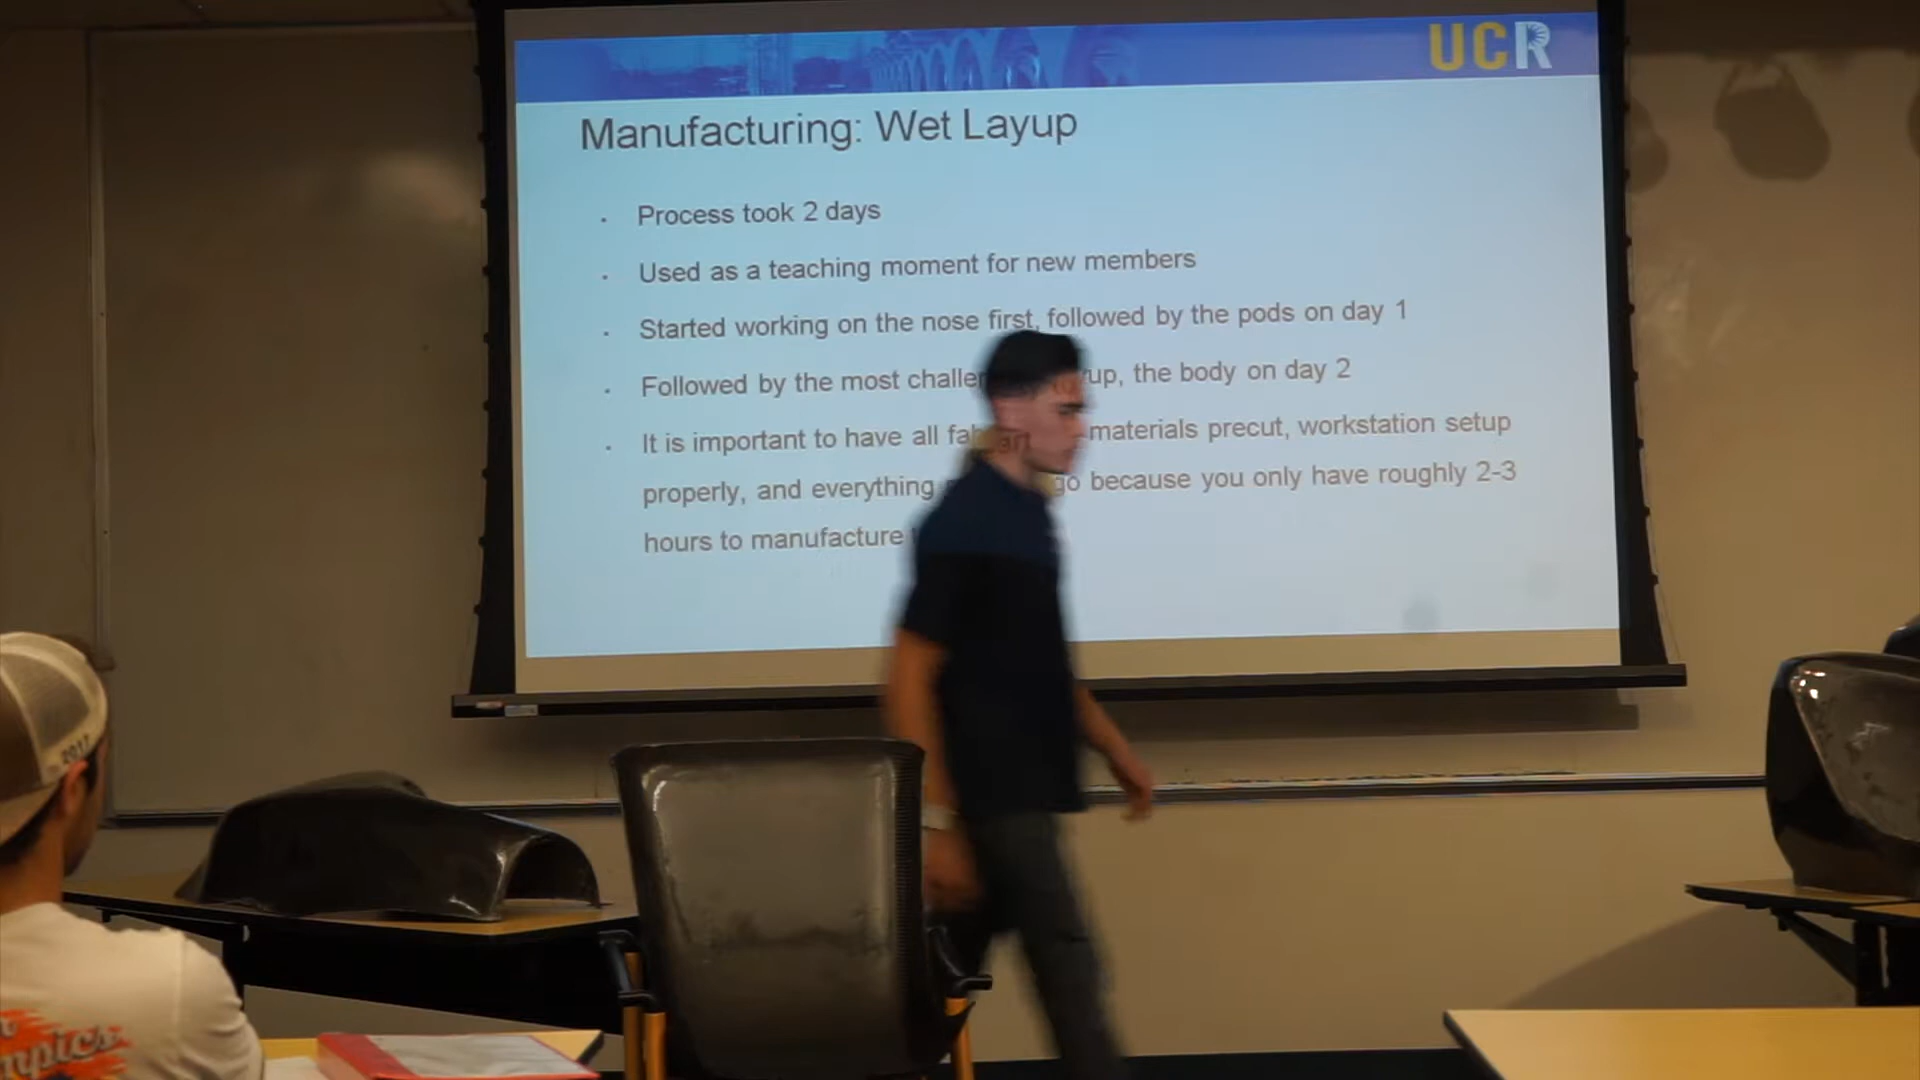 UCR
Manufacturing: Wet Layup
Process took 2 days
Used as a teaching moment for new members
Started working on the nose first, followed by the pods on day 1
Followed by the most up, the body on day 2
It is important to have all materials precut, workstation setup
properly, and everything go because you only have roughly 2-3
hours to manufacture
2017